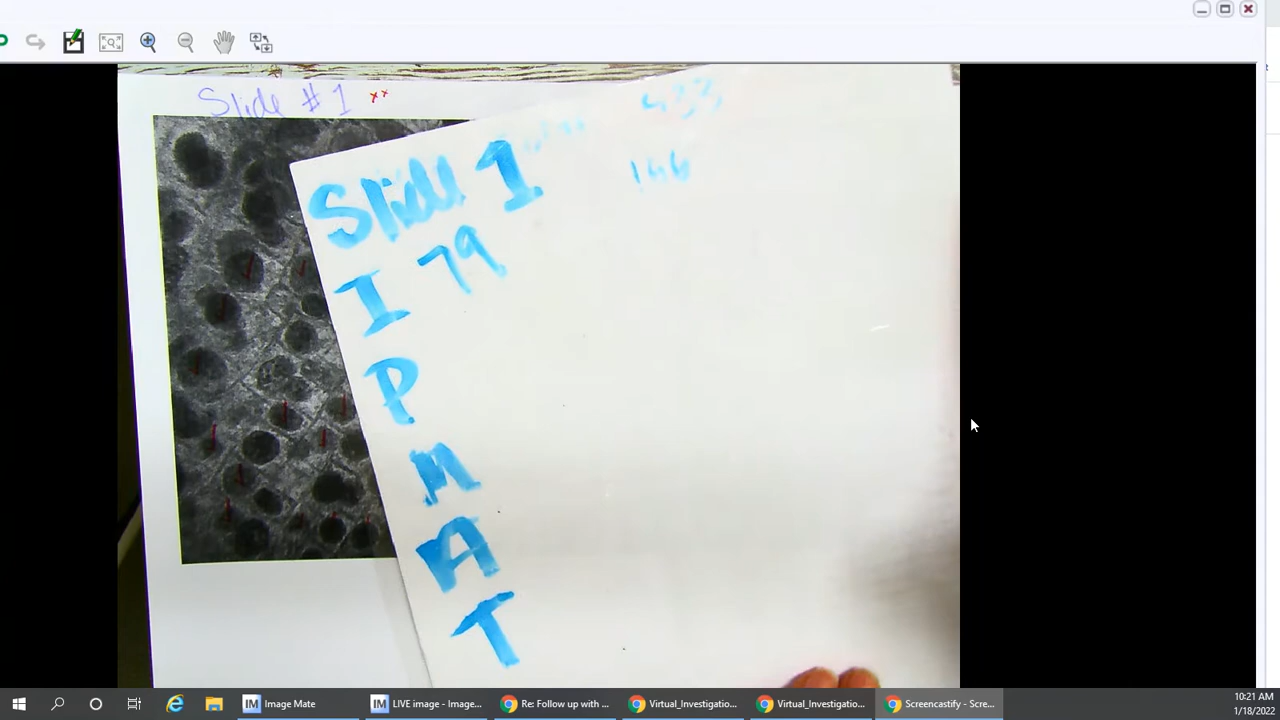 Slide # 1 **
Slide 1
I 79
P
M
A
T
Image Mate
LIVE image - Image...
Re: Follow up with ...
Virtual_Investigatio...
Virtual_Investigatio...
Screencastify - Scre...
10:21 AM
1/18/2022